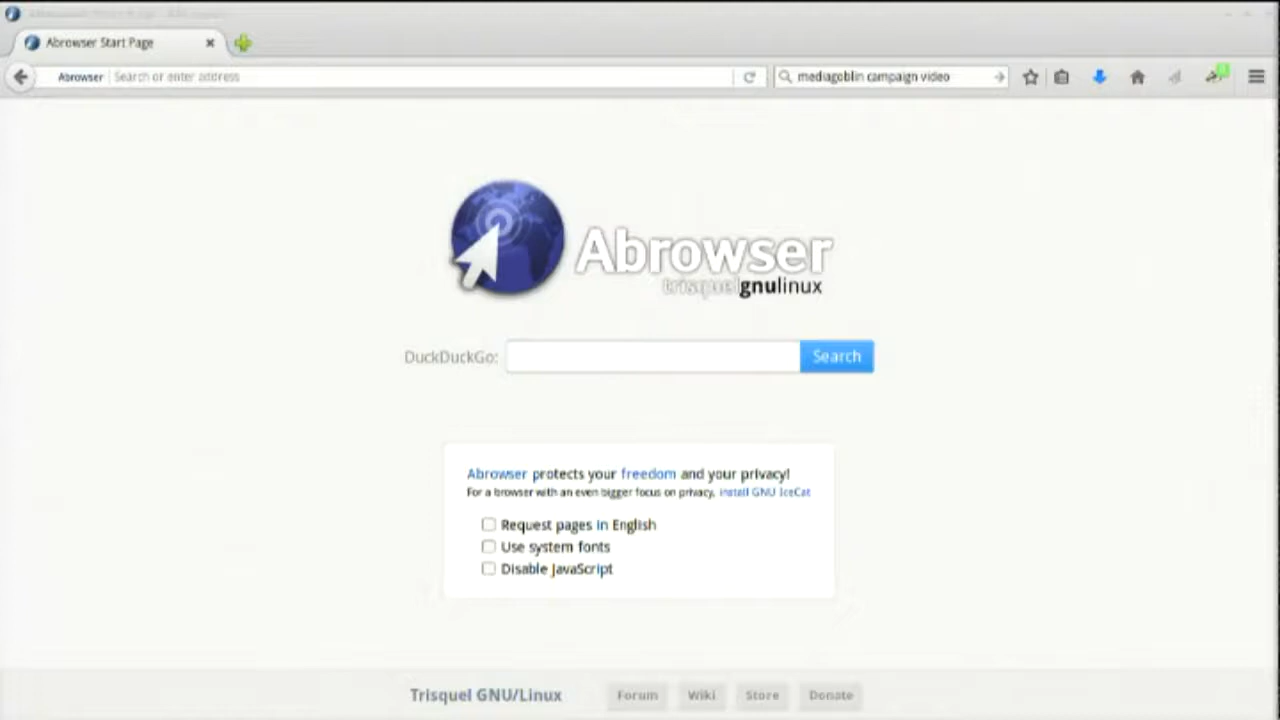 Abrowser Start Page
Abrowser Search or enter address
mediagoblin campaign video
Abrowser
trisquelgnulinux
DuckDuckGo: Search
Abrowser protects your freedom and your privacy!
For a browser with an even bigger focus on privacy, install GNU IceCat
Request pages in English
Use system fonts
Disable JavaScript
Trisquel GNU/Linux Forum Wiki Store Donate